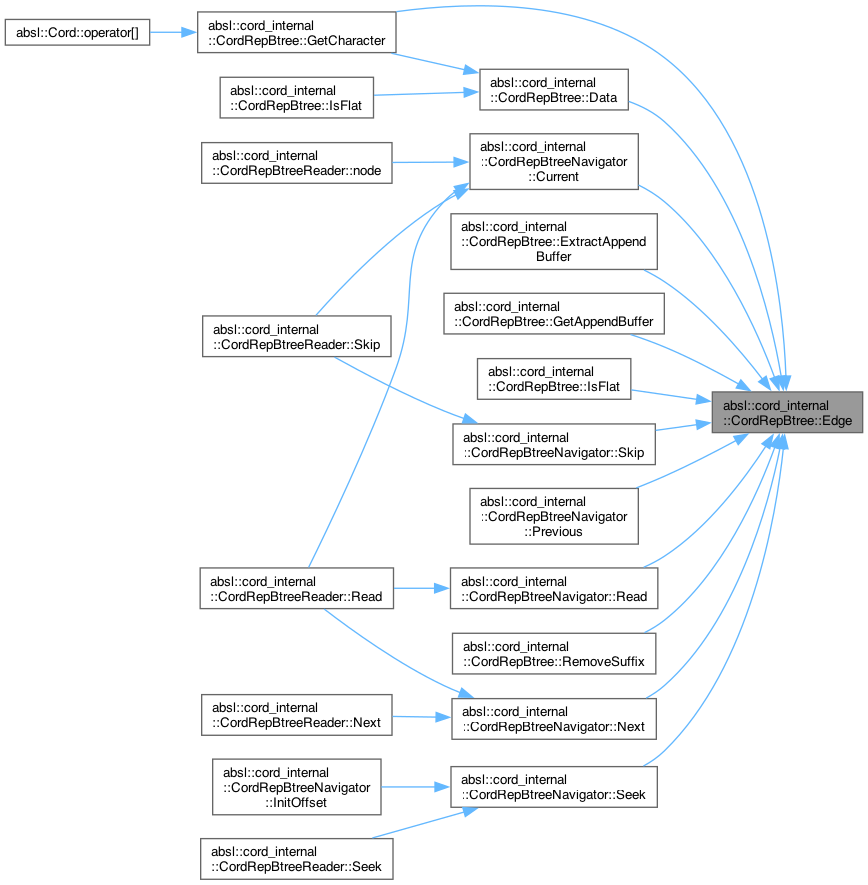 absl::Cord::operator[]
absl::cord_internal
::CordRepBtree::GetCharacter
absl::cord_internal
::CordRepBtree::Data
absl::cord_internal
::CordRepBtree::IsFlat
absl::cord_internal
::CordRepBtreeNavigator
::Current
absl::cord_internal
::CordRepBtreeReader::node
absl::cord_internal
::CordRepBtree::ExtractAppend
Buffer
absl::cord_internal
::CordRepBtree::GetAppendBuffer
absl::cord_internal
::CordRepBtreeReader::Skip
absl::cord_internal
::CordRepBtree::IsFlat
absl::cord_internal
::CordRepBtree::Edge
absl::cord_internal
::CordRepBtreeNavigator::Skip
absl::cord_internal
::CordRepBtreeNavigator
::Previous
absl::cord_internal
::CordRepBtreeReader::Read
absl::cord_internal
::CordRepBtreeNavigator::Read
absl::cord_internal
::CordRepBtree::RemoveSuffix
absl::cord_internal
::CordRepBtreeReader::Next
absl::cord_internal
::CordRepBtreeNavigator::Next
absl::cord_internal
::CordRepBtreeNavigator
::InitOffset
absl::cord_internal
::CordRepBtreeNavigator::Seek
absl::cord_internal
::CordRepBtreeReader::Seek